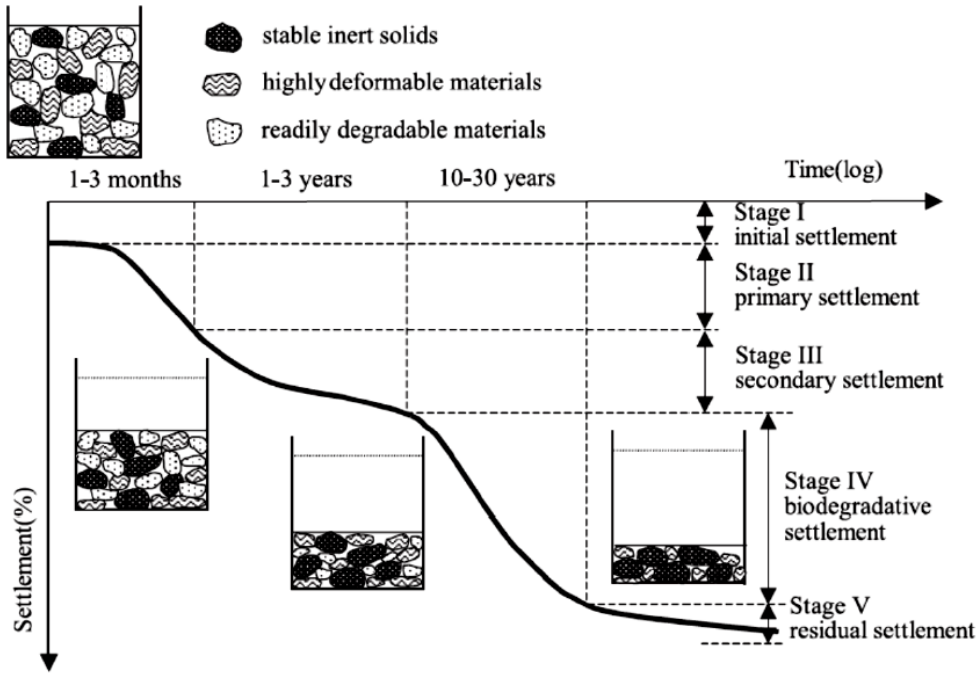 stable inert solids
highly deformable materials
readily degradable materials
1-3 months
1-3 years
10-30 years
Time(log)
Stage I
initial settlement
Stage II
primary settlement
Stage III
secondary settlement
Stage IV
biodegradative
settlement
Stage V
residual settlement
Settlement(%)